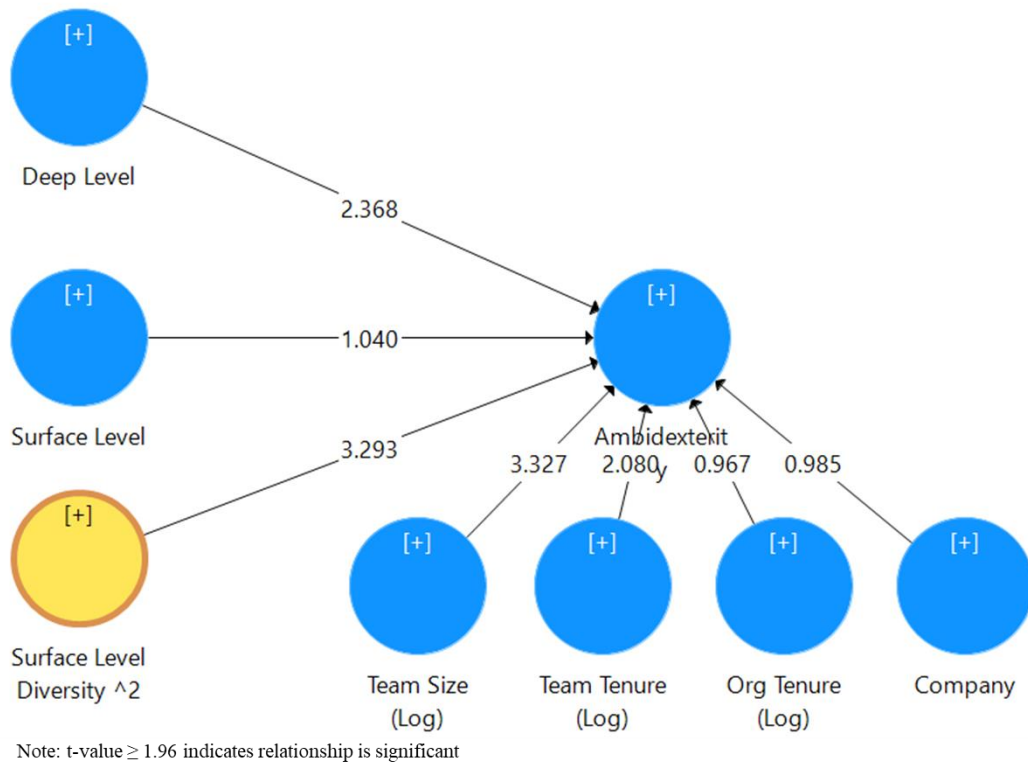 [+]
Deep Level
2.368
[+]
Surface Level
1.040
[+]
Ambidexterit
y
3.293
[+]
Surface Level
Diversity ^2
3.327
2.080
0.967
0.985
[+]
Team Size
(Log)
[+]
Team Tenure
(Log)
[+]
Org Tenure
(Log)
[+]
Company
Note: t-value ≥ 1.96 indicates relationship is significant